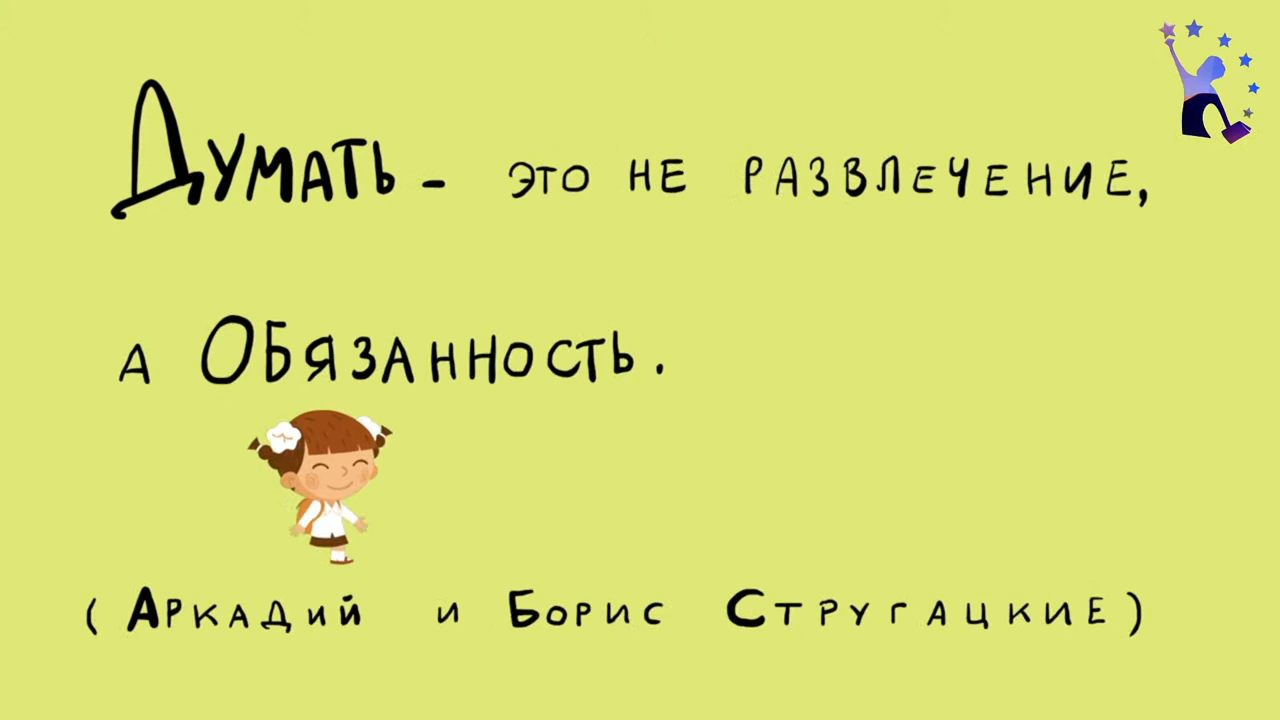 Думать - это не развлечение,
а Обязанность.
(Аркадий и Борис Стругацкие)